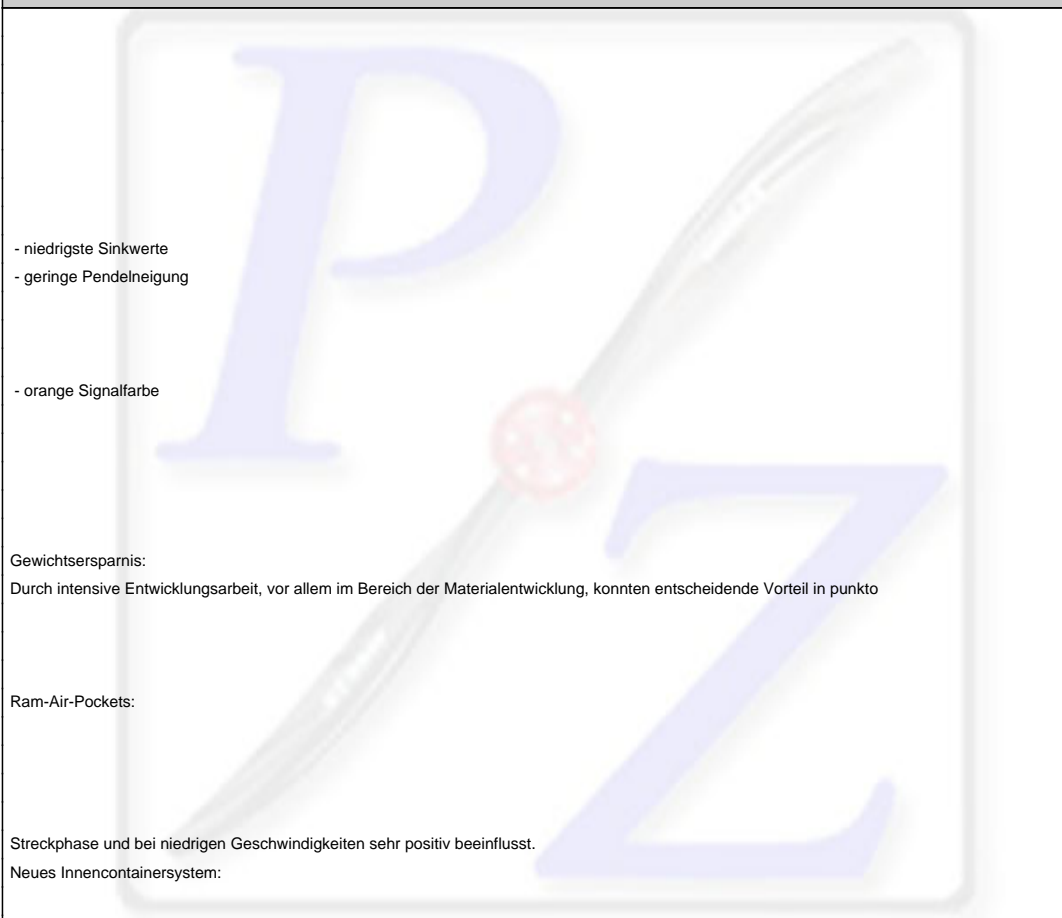 - niedrigste Sinkwerte
- geringe Pendelneigung
- orange Signalfarbe
P
Gewichtsersparnis:
Durch intensive Entwicklungsarbeit, vor allem im Bereich der Materialentwicklung, konnten entscheidende Vorteil in punkto
Z
Ram-Air-Pockets:
Streckphase und bei niedrigen Geschwindigkeiten sehr positiv beeinflusst.
Neues Innencontainersystem: